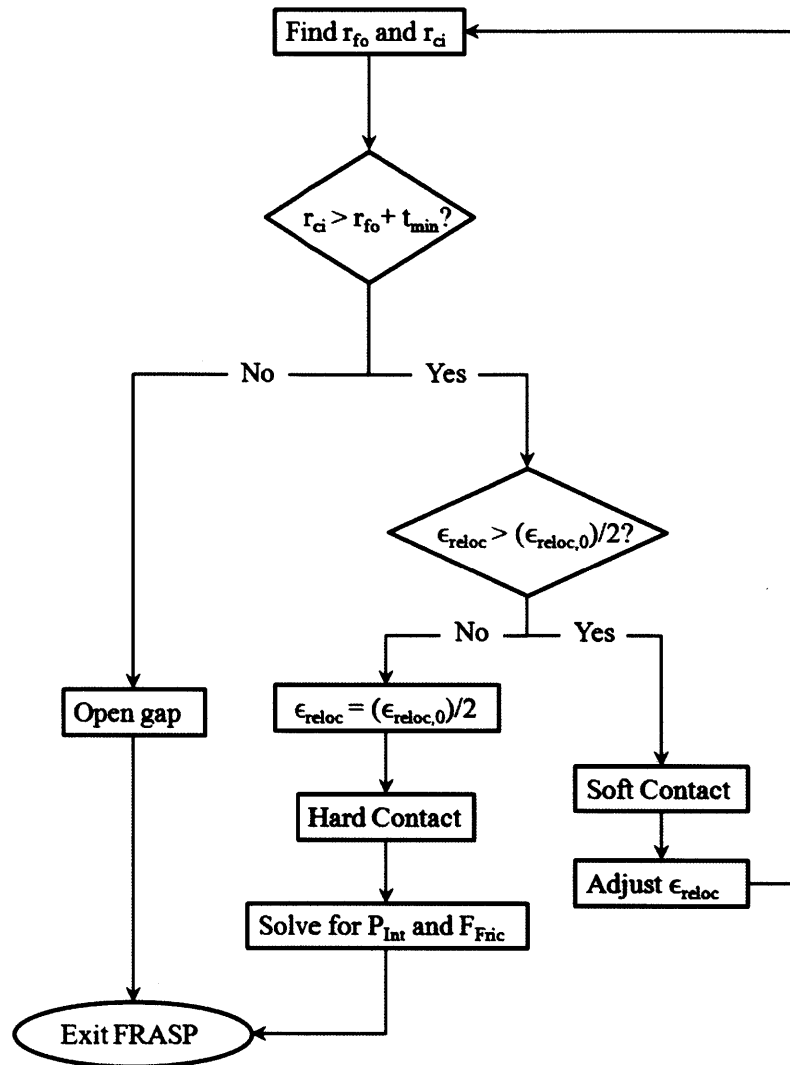 Find r_fo and r_ci
r_ci > r_fo + t_min?
No Yes
ϵ_reloc > (ϵ_reloc,0)/2?
No Yes
Open gap
ϵ_reloc = (ϵ_reloc,0)/2
Soft Contact
Hard Contact
Adjust ϵ_reloc
Solve for P_Int and F_Fric
Exit FRASP